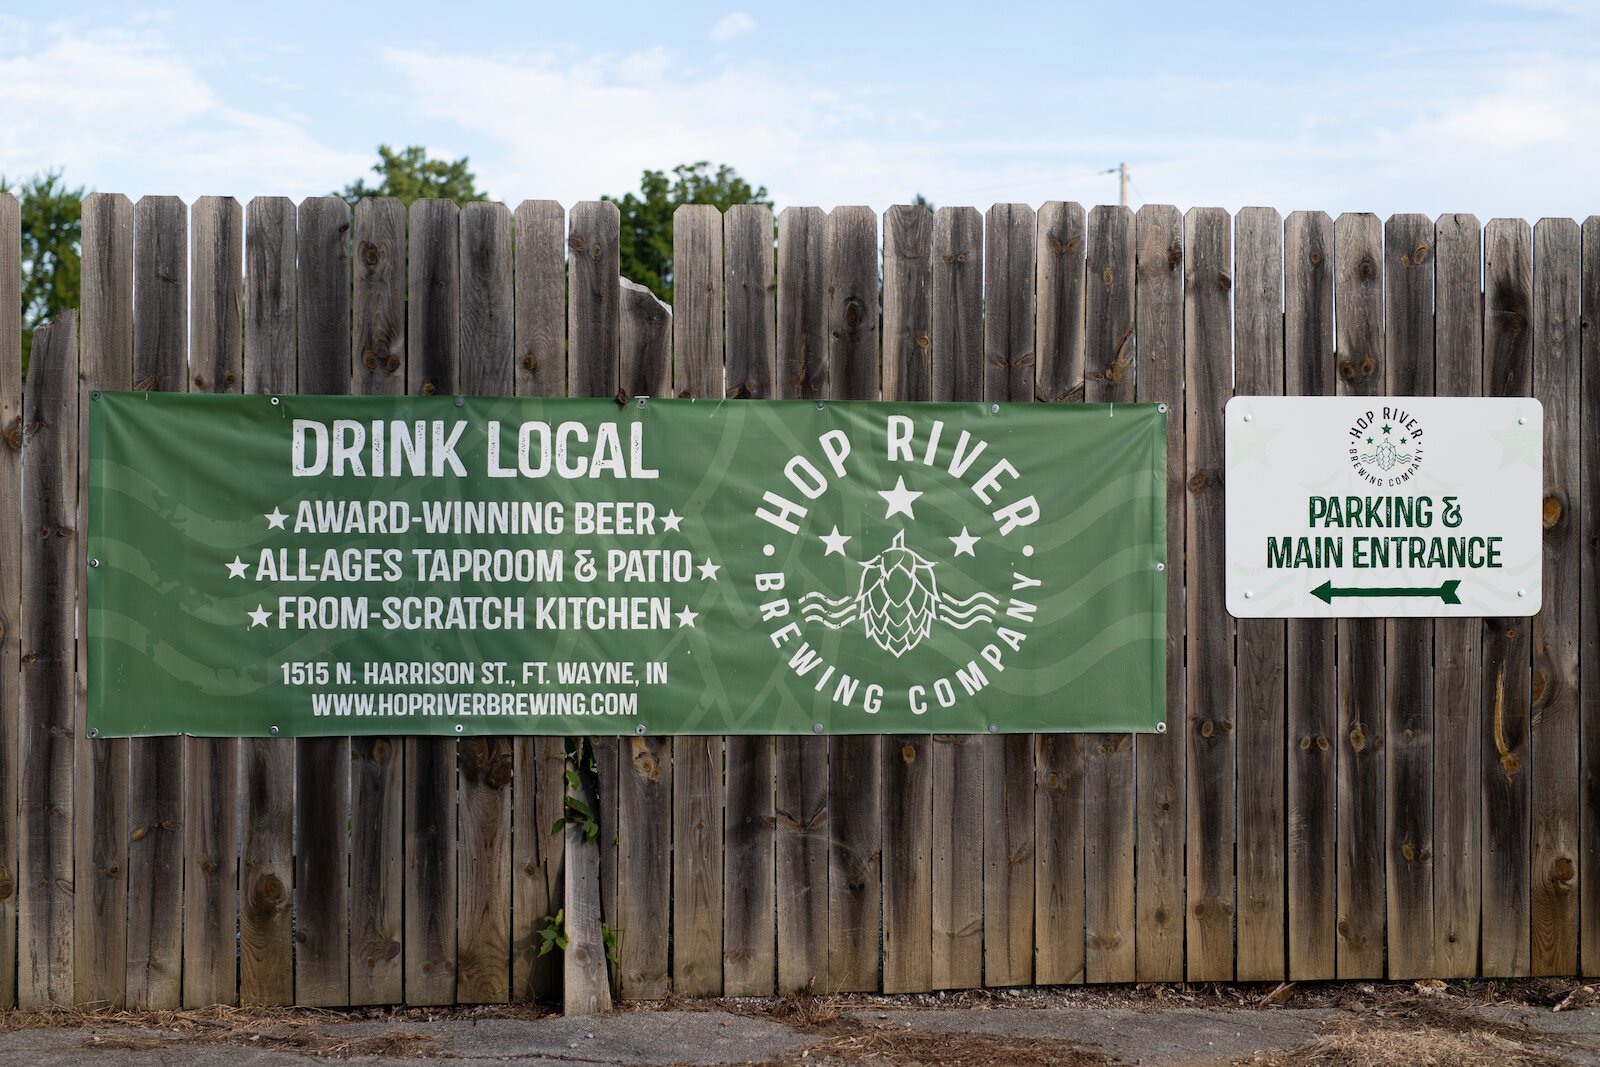 DRINK LOCAL
★AWARD-WINNING BEER★
★ALL-AGES TAPROOM & PATIO★
★FROM-SCRATCH KITCHEN★
1515 N. HARRISON ST., FT. WAYNE, IN
WWW.HOPRIVERBREWING.COM
HOP RIVER
• BREWING COMPANY •
HOP RIVER
• BREWING COMPANY •
PARKING &
MAIN ENTRANCE